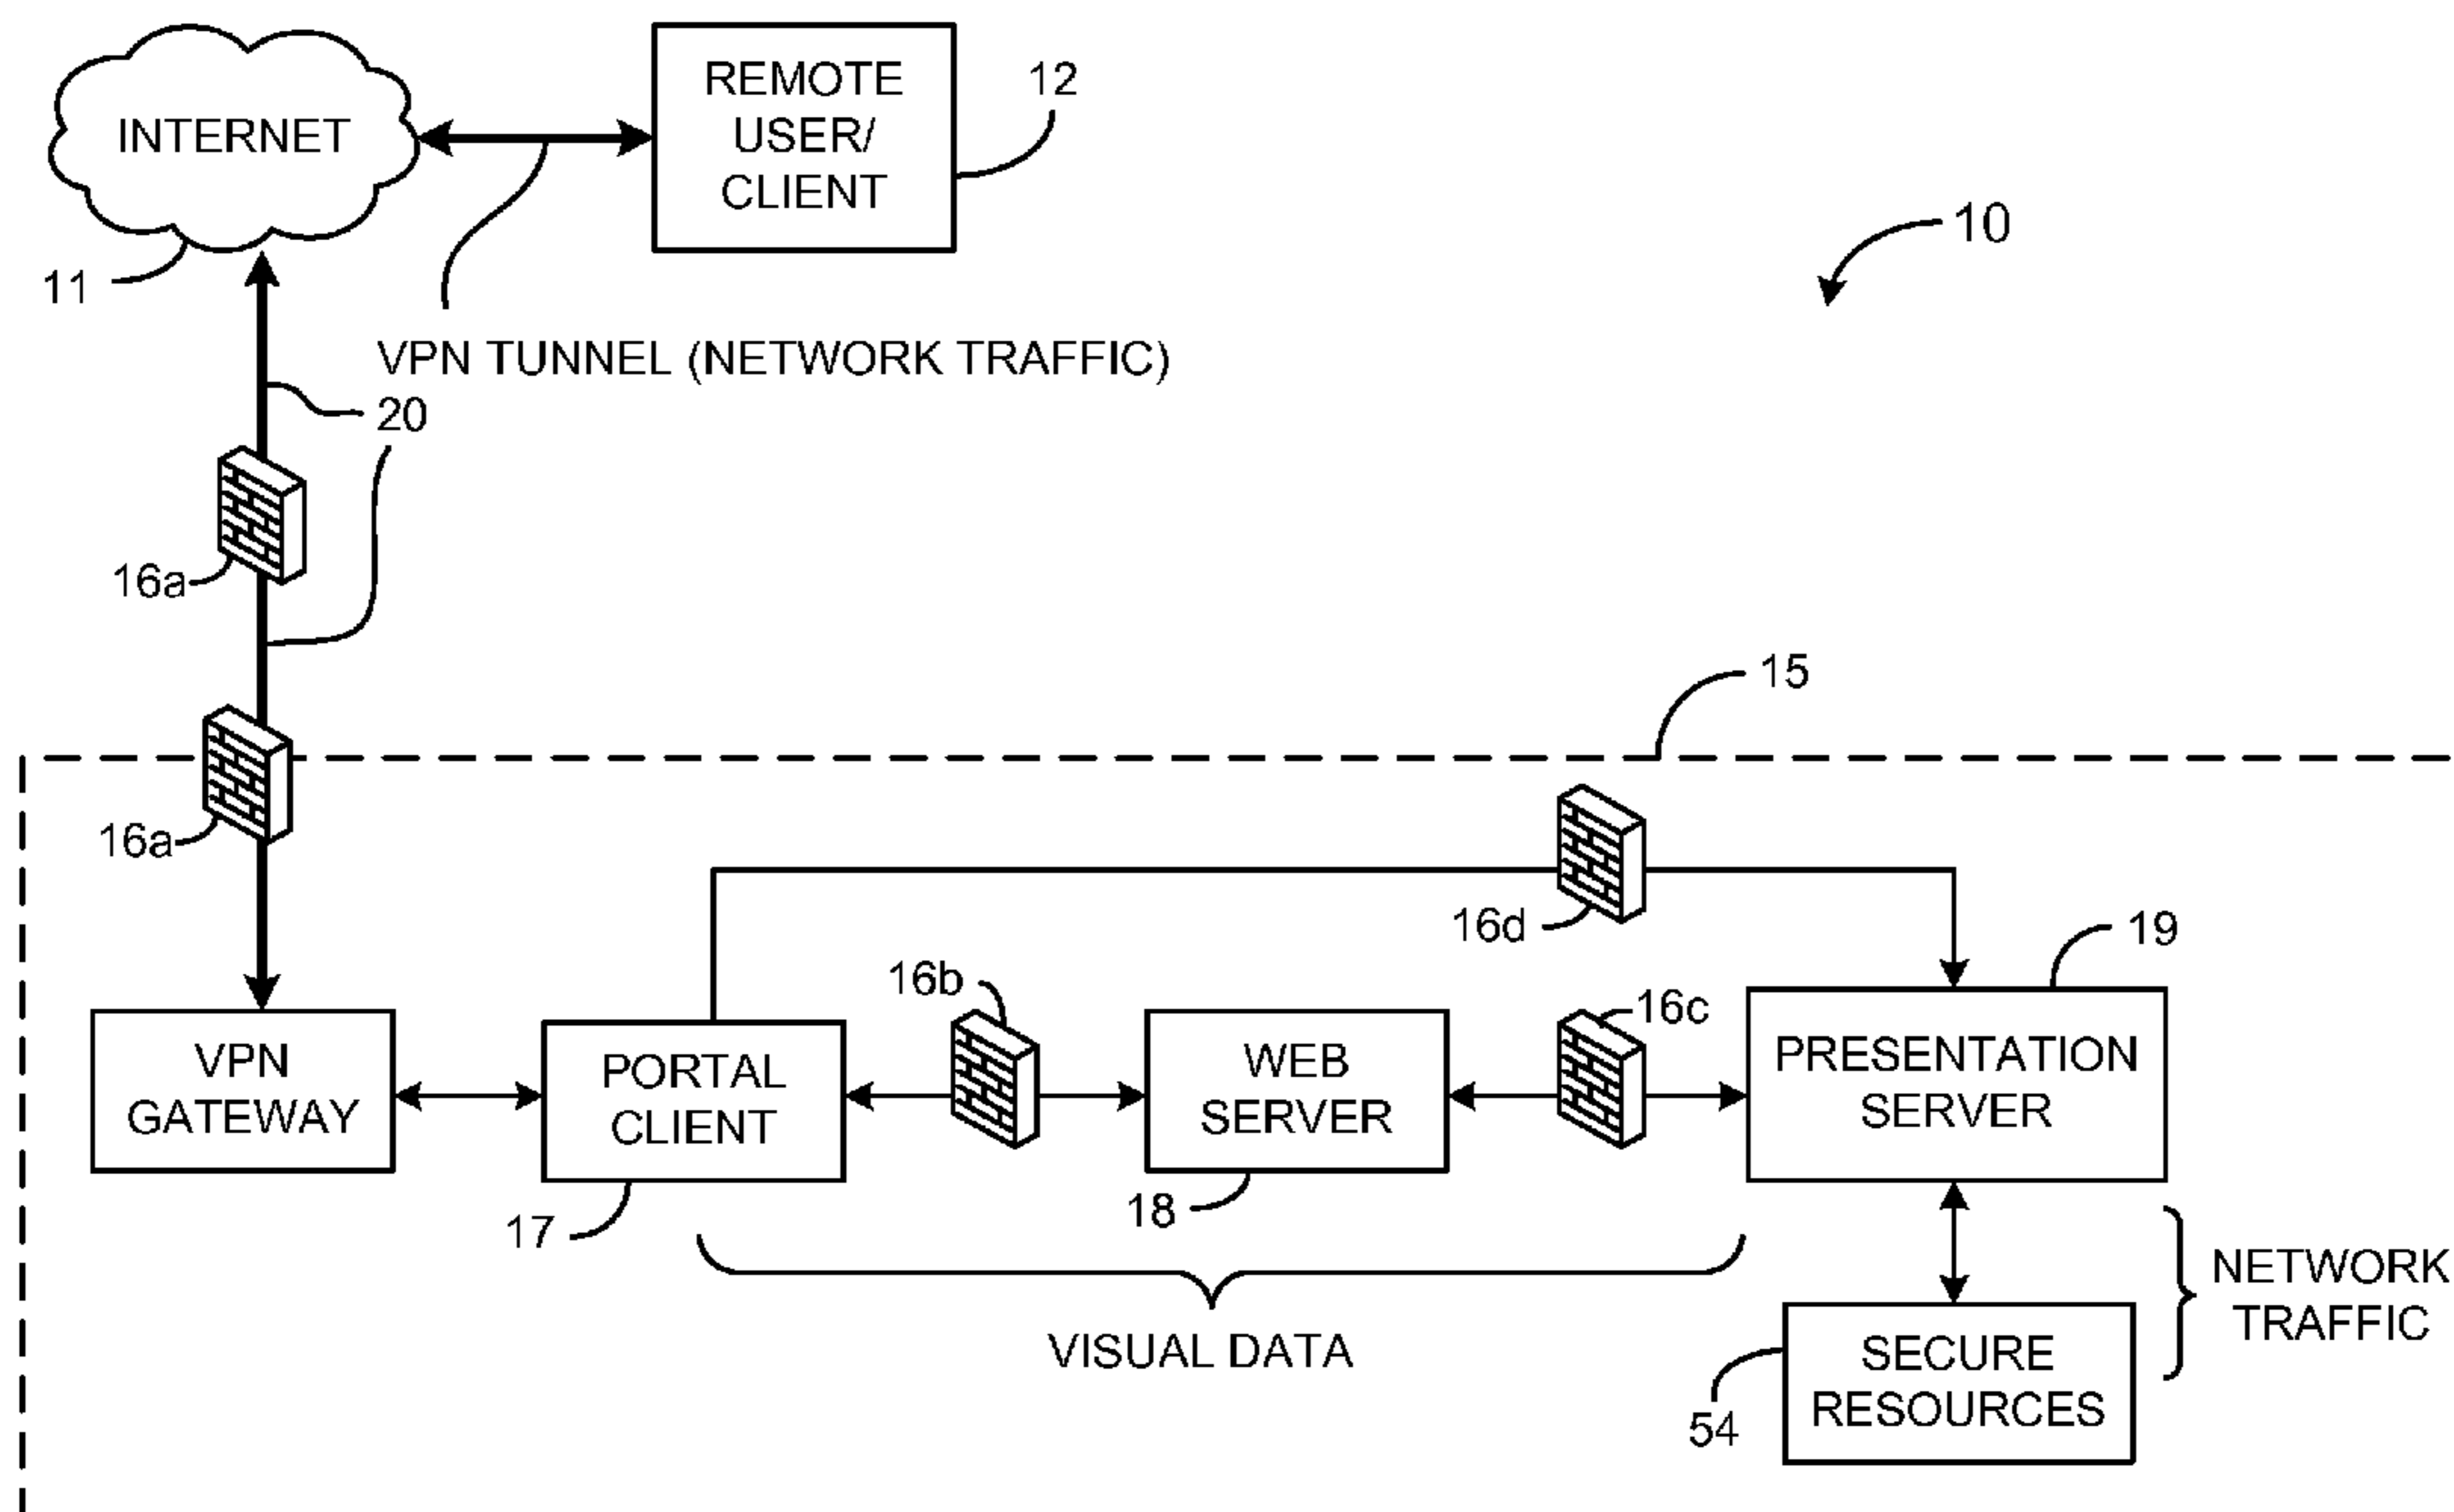 INTERNET
REMOTE
USER/
CLIENT
12
10
11
VPN TUNNEL (NETWORK TRAFFIC)
20
16a
15
16a
16d
19
16b
16c
VPN
GATEWAY
PORTAL
CLIENT
WEB
SERVER
PRESENTATION
SERVER
17
18
VISUAL DATA
NETWORK
TRAFFIC
SECURE
RESOURCES
54